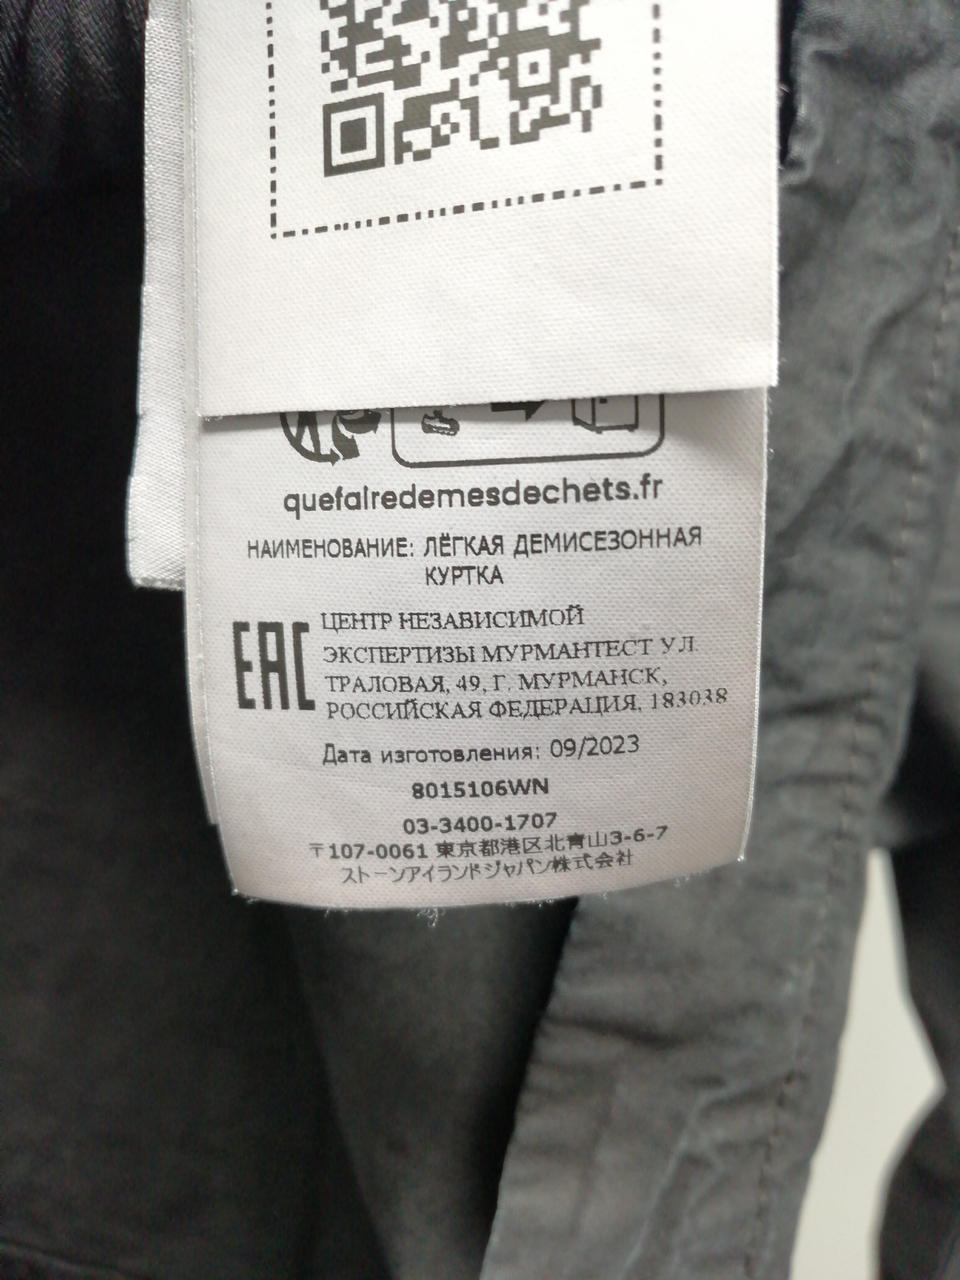 quefairedemesdechets.fr
НАИМЕНОВАНИЕ: ЛЁГКАЯ ДЕМИСЕЗОННАЯ
КУРТКА
EAC
ЦЕНТР НЕЗАВИСИМОЙ
ЭКСПЕРТИЗЫ МУРМАНТЕСТ УЛ.
ТРАЛОВАЯ, 49, Г. МУРМАНСК,
РОССИЙСКАЯ ФЕДЕРАЦИЯ, 183038
Дата изготовления: 09/2023
8015106WN
03-3400-1707
〒107-0061 東京都港区北青山3-6-7
ストーンアイランドジャパン株式会社